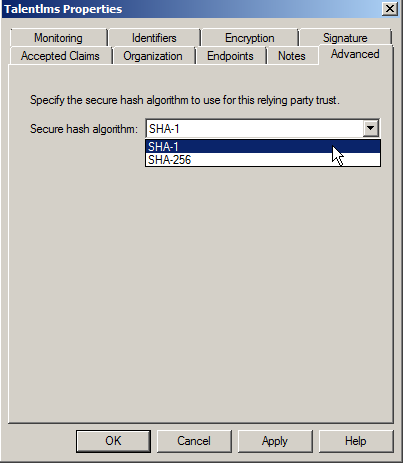 Talentlms Properties
Monitoring Identifiers Encryption Signature
Accepted Claims Organization Endpoints Notes Advanced
Specify the secure hash algorithm to use for this relying party trust.
Secure hash algorithm: SHA-1
SHA-1
SHA-256
OK Cancel Apply Help